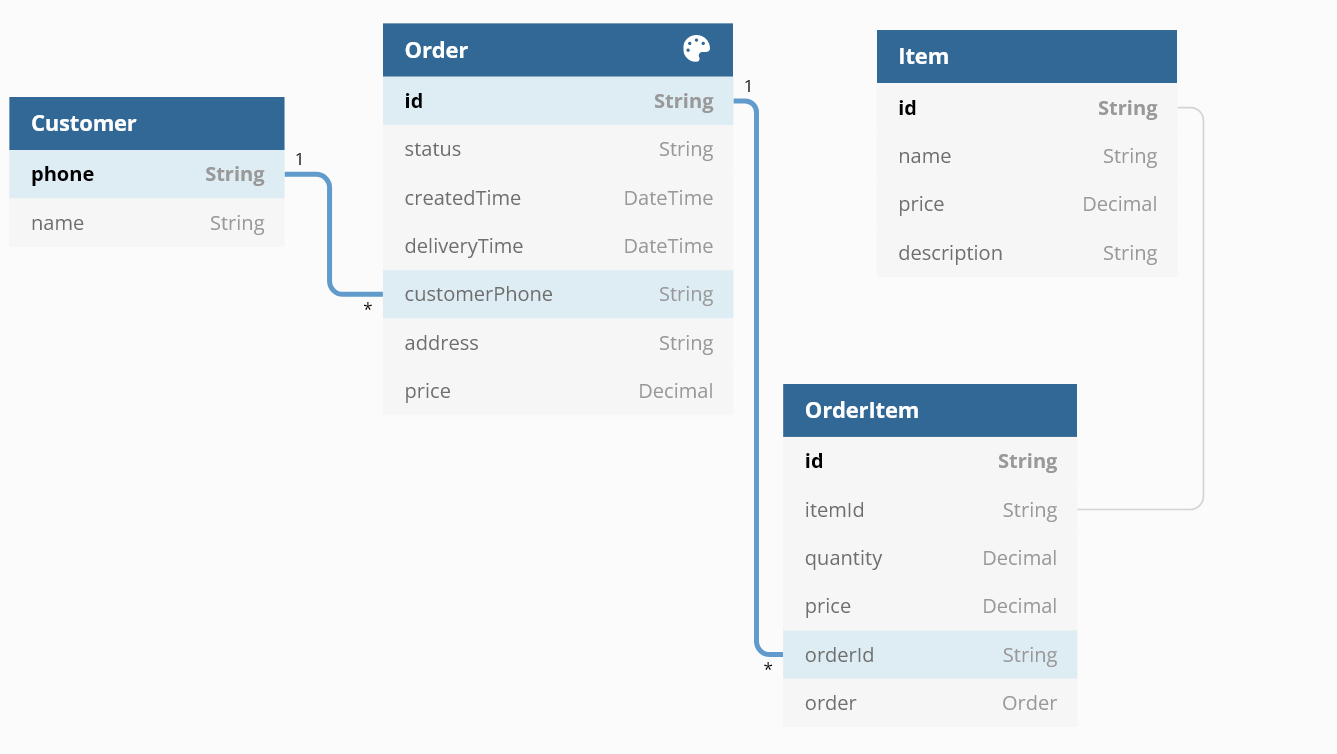 Customer
phone String
name String
1
*
Order
id String
status String
createdTime DateTime
deliveryTime DateTime
customerPhone String
address String
price Decimal
1
*
Item
id String
name String
price Decimal
description String
OrderItem
id String
itemId String
quantity Decimal
price Decimal
orderId String
order Order